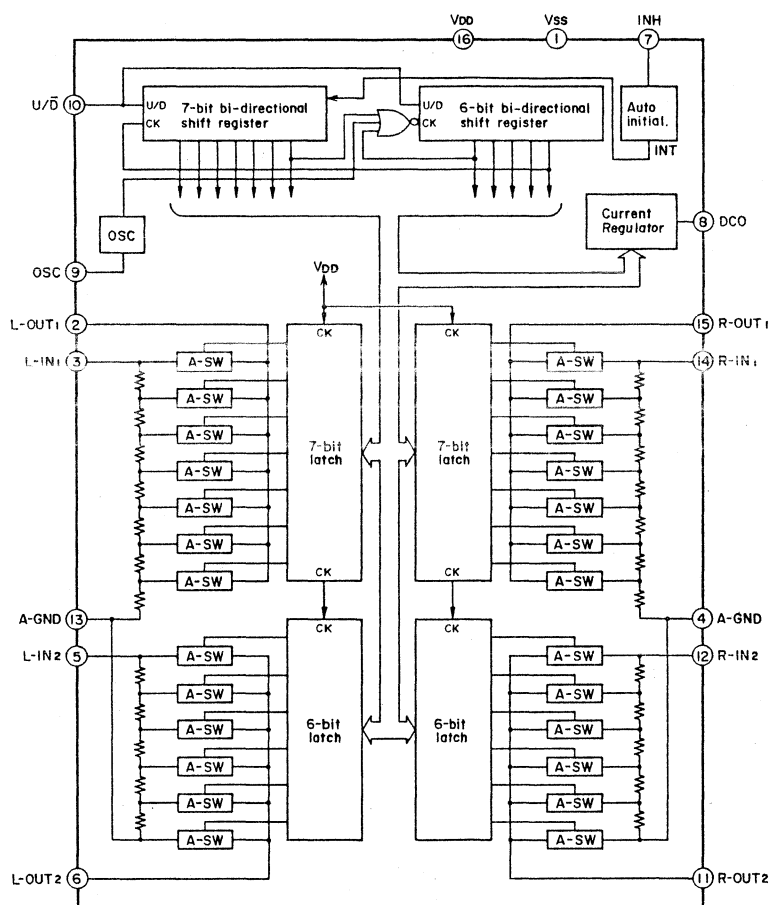 VDD VSS INH
16 1 7
U/D̅ 10
U/D 7-bit bi-directional
CK shift register
U/D 6-bit bi-directional
CK shift register
Auto
initial.
INT
OSC
OSC 9
Current
Regulator
8 DCO
VDD
L-OUT1 2
15 R-OUT1
CK
CK
L-IN1 3
A-SW
A-SW
14 R-IN1
A-SW
A-SW
A-SW
A-SW
7-bit
latch
7-bit
latch
A-SW
A-SW
A-SW
A-SW
A-SW
A-SW
A-SW
A-SW
CK
CK
A-GND 13
4 A-GND
CK
CK
L-IN2 5
A-SW
A-SW
12 R-IN2
A-SW
A-SW
A-SW
A-SW
6-bit
latch
6-bit
latch
A-SW
A-SW
A-SW
A-SW
A-SW
A-SW
L-OUT2 6
11 R-OUT2